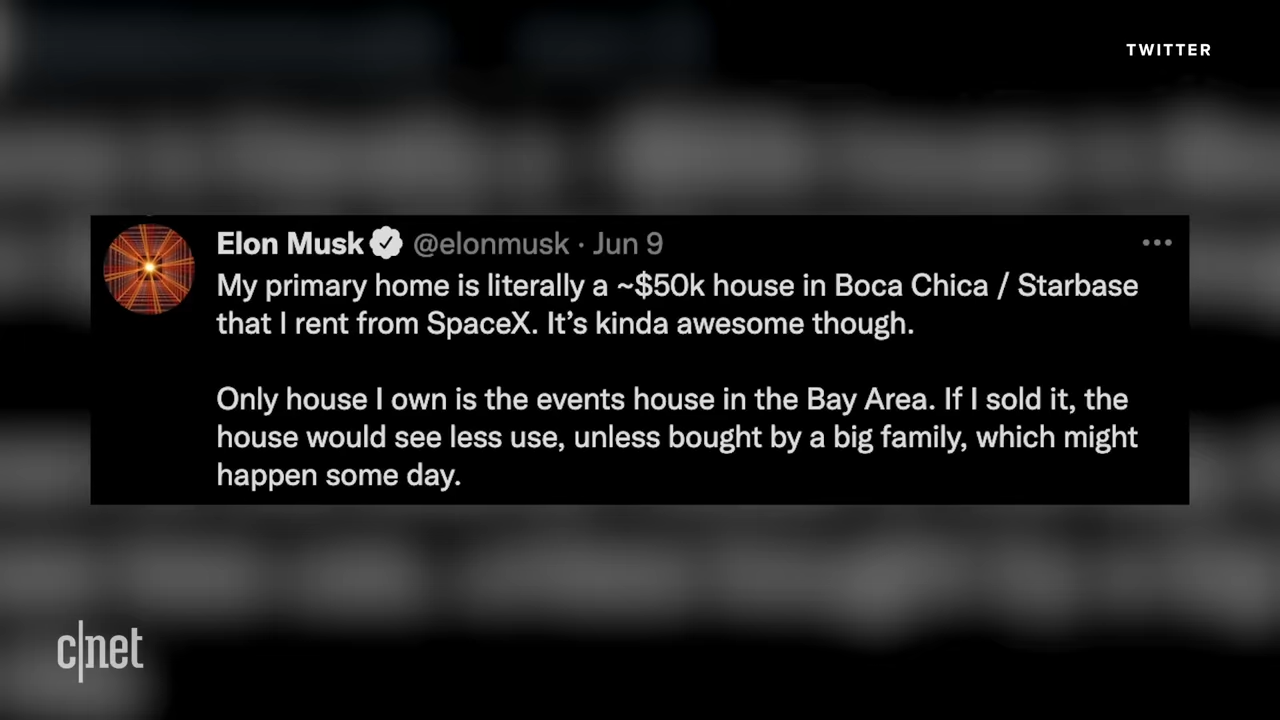 TWITTER
Elon Musk @elonmusk · Jun 9
My primary home is literally a ~$50k house in Boca Chica / Starbase
that I rent from SpaceX. It’s kinda awesome though.
Only house I own is the events house in the Bay Area. If I sold it, the
house would see less use, unless bought by a big family, which might
happen some day.
c|net